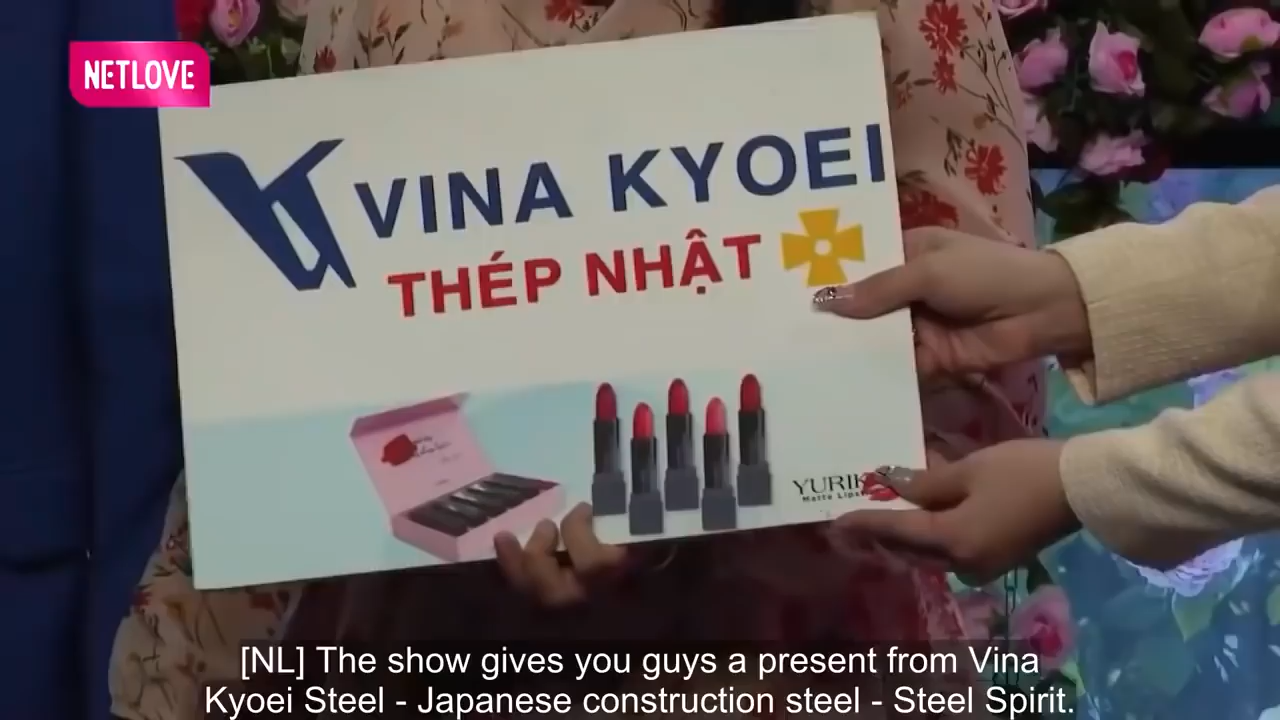 NETLOVE
VINA KYOEI
THÉP NHẬT
Matte
[NL] The show gives you guys a present from Vina
Kyoei Steel - Japanese construction steel - Steel Spirit.